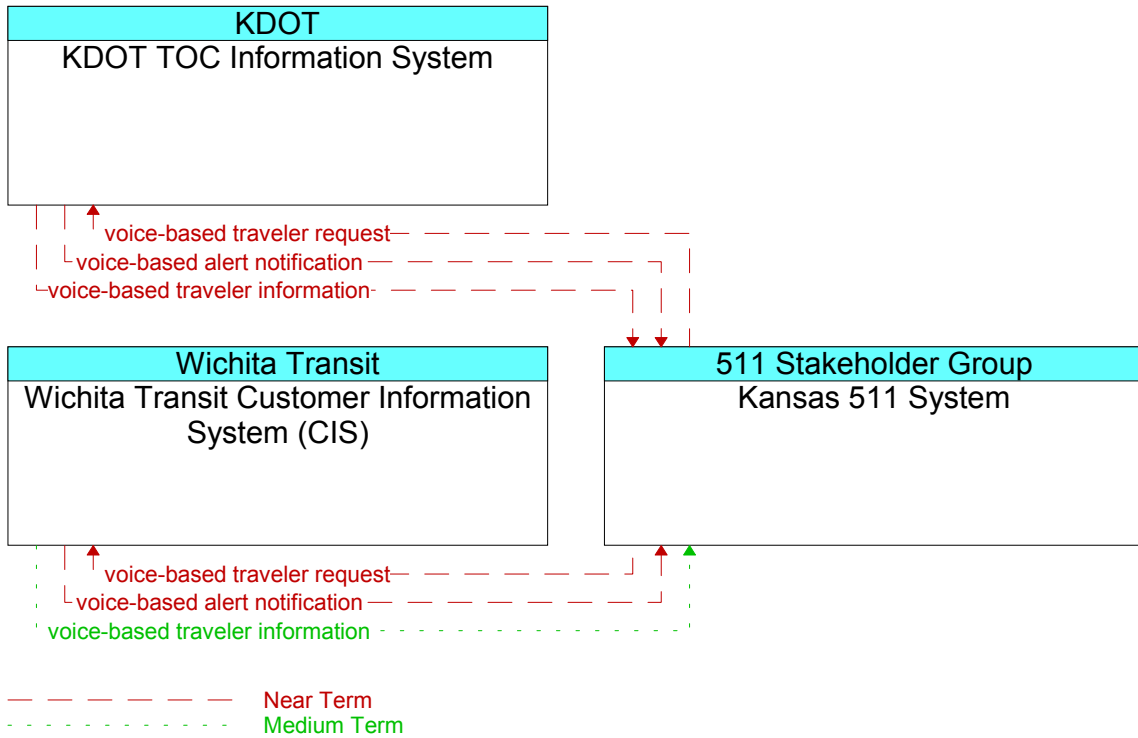 KDOT
KDOT TOC Information System
voice-based traveler request
voice-based alert notification
voice-based traveler information
Wichita Transit
Wichita Transit Customer Information
System (CIS)
511 Stakeholder Group
Kansas 511 System
voice-based traveler request
voice-based alert notification
voice-based traveler information
Near Term
Medium Term